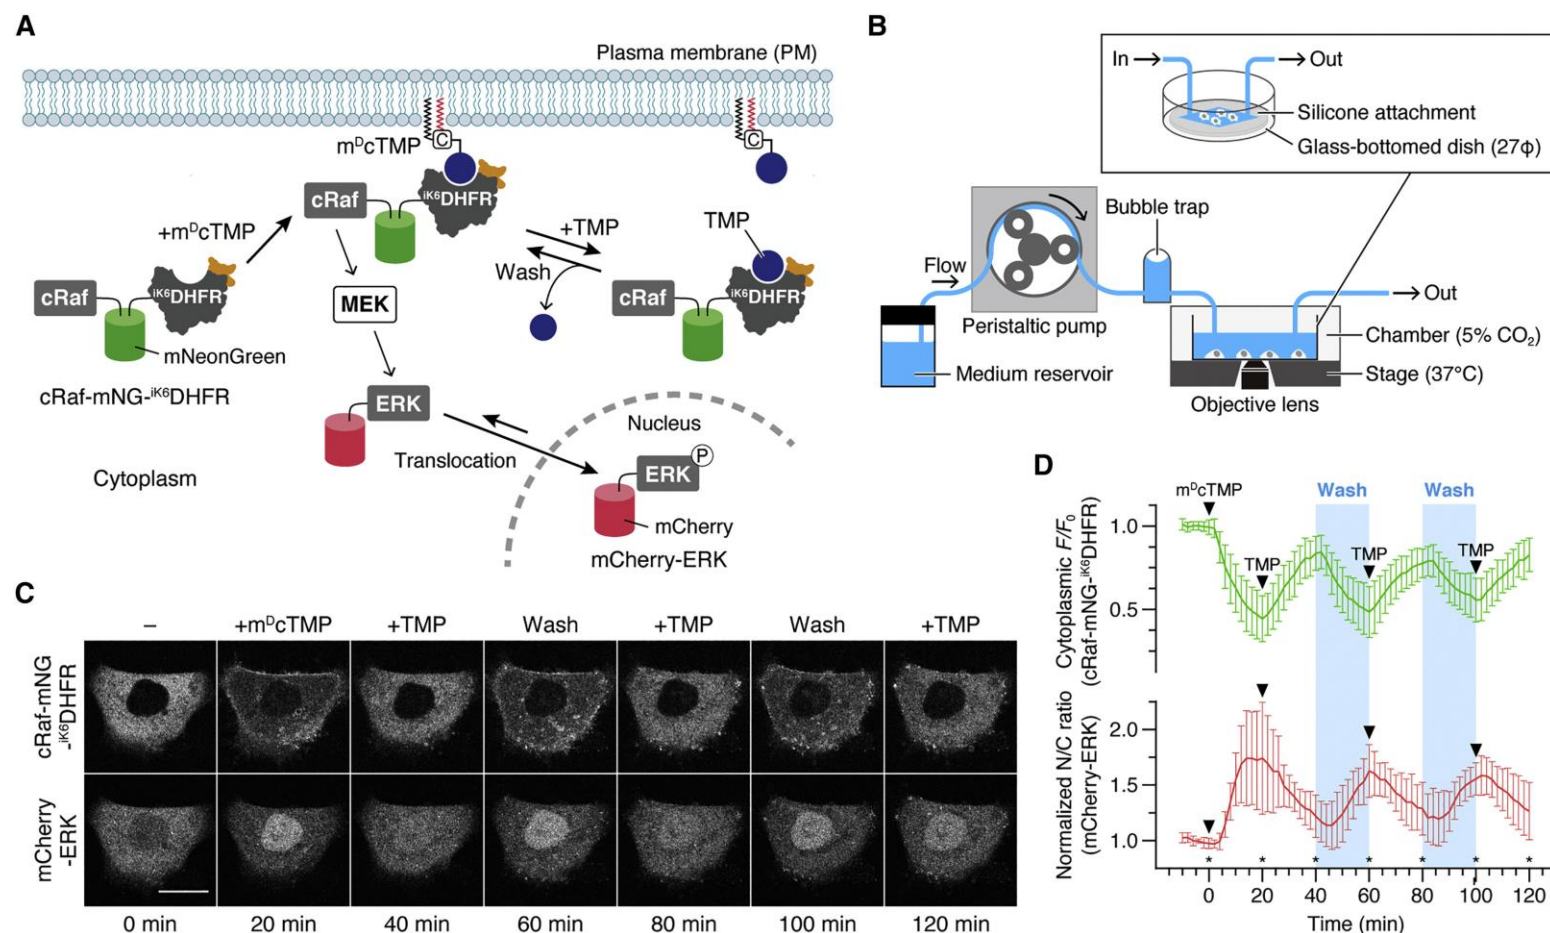 A
Plasma membrane (PM)
mᴰcTMP
C
C
cRaf
ⁱᴷ⁶DHFR
+mᴰcTMP
+TMP
TMP
Wash
cRaf
ⁱᴷ⁶DHFR
MEK
cRaf
ⁱᴷ⁶DHFR
mNeonGreen
cRaf-mNG-ⁱᴷ⁶DHFR
ERK
Nucleus
Translocation
P
ERK
Cytoplasm
mCherry
mCherry-ERK
B
In
Out
Silicone attachment
Glass-bottomed dish (27φ)
Bubble trap
Flow
Out
Peristaltic pump
Chamber (5% CO₂)
Medium reservoir
Stage (37°C)
Objective lens
C
–
+mᴰcTMP
+TMP
Wash
+TMP
Wash
+TMP
cRaf-mNG
-ⁱᴷ⁶DHFR
mCherry
-ERK
0 min
20 min
40 min
60 min
80 min
100 min
120 min
D
mᴰcTMP
Wash
Wash
Cytoplasmic F/F₀
(cRaf-mNG-ⁱᴷ⁶DHFR)
1.0
0.5
TMP
TMP
TMP
Normalized N/C ratio
(mCherry-ERK)
2.0
1.5
1.0
* * * * * * *
0 20 40 60 80 100 120
Time (min)